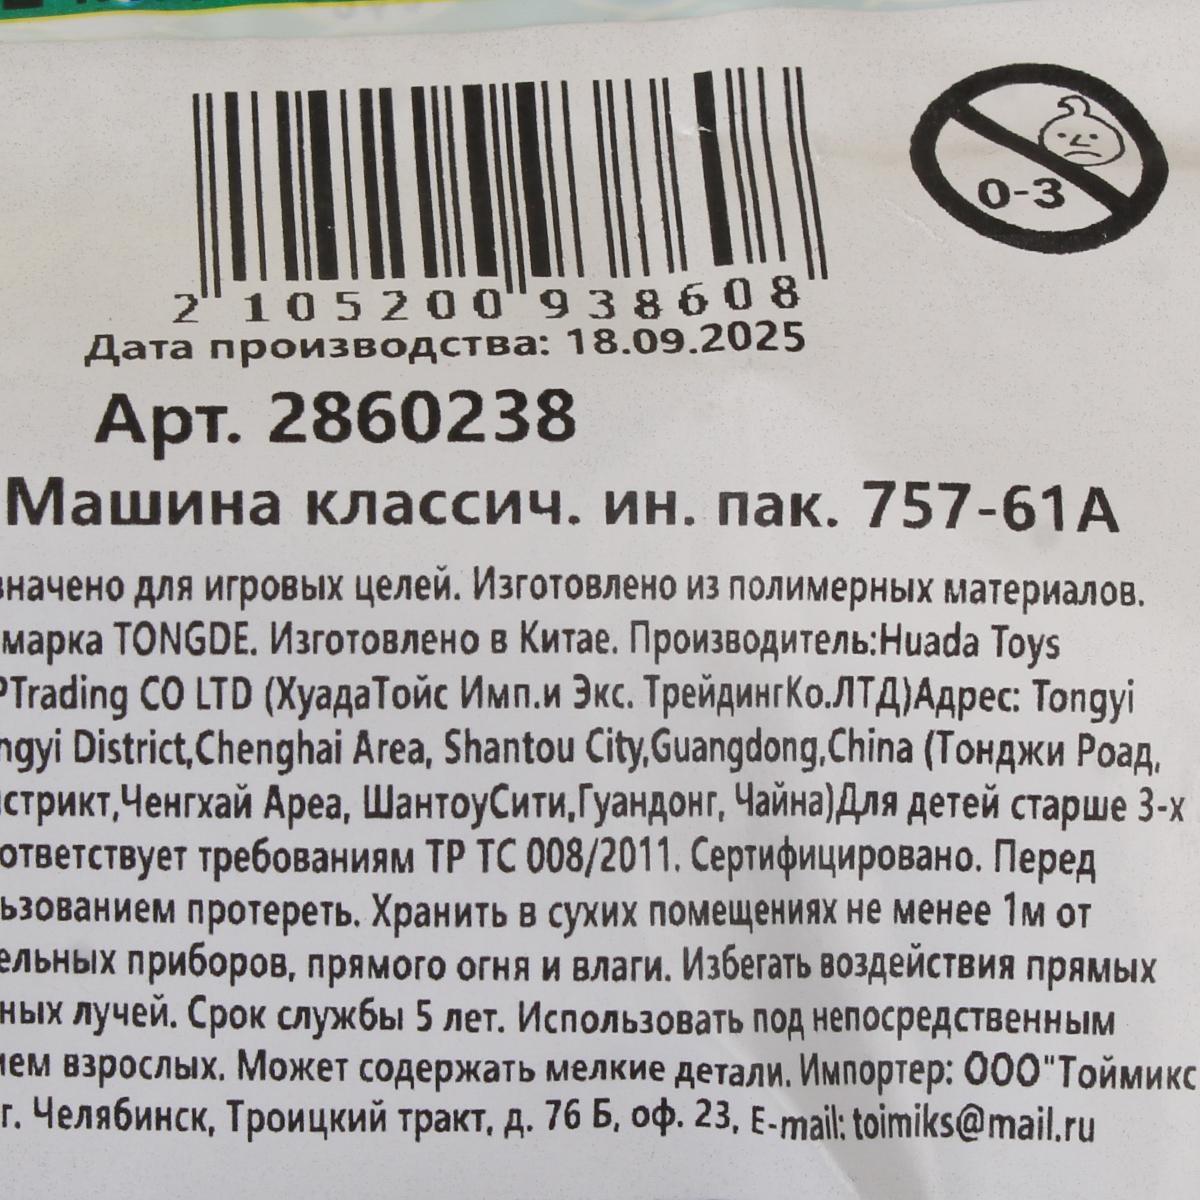 0-3
2 105200 938608
Дата производства: 18.09.2025
Арт. 2860238
Машина классич. ин. пак. 757-61А
значено для игровых целей. Изготовлено из полимерных материалов.
марка TONGDE. Изготовлено в Китае. Производитель:Huada Toys
PTrading CO LTD (ХуадаТойс Имп.и Экс. ТрейдингКо.ЛТД)Адрес: Tongyi
ngyi District,Chenghai Area, Shantou City,Guangdong,China (Тонджи Роад,
стрикт,Ченгхай Ареа, ШантоуСити,Гуандонг, Чайна)Для детей старше 3-х
ответствует требованиям ТР ТС 008/2011. Сертифицировано. Перед
ьзованием протереть. Хранить в сухих помещениях не менее 1м от
ельных приборов, прямого огня и влаги. Избегать воздействия прямых
ных лучей. Срок службы 5 лет. Использовать под непосредственным
ием взрослых. Может содержать мелкие детали. Импортер: ООО"Тоймикс
г. Челябинск, Троицкий тракт, д. 76 Б, оф. 23, E-mail: toimiks@mail.ru